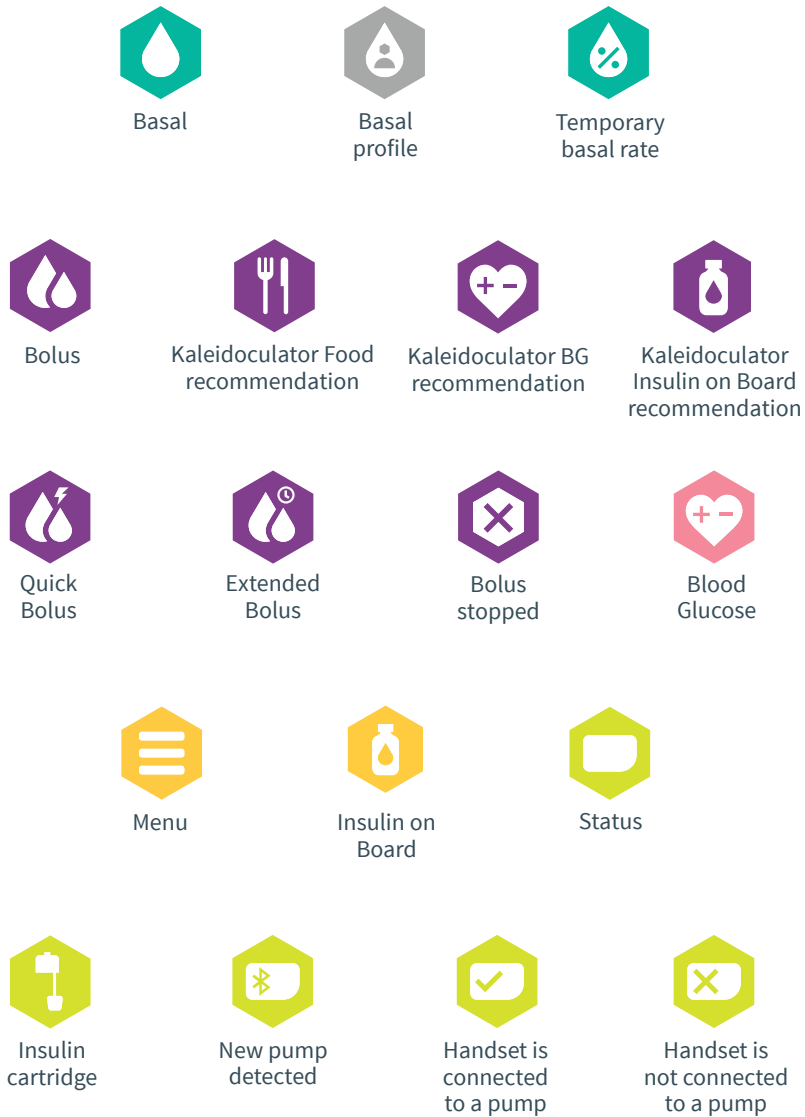 Basal
Basal
profile
Temporary
basal rate
Bolus
Kaleidoculator Food
recommendation
Kaleidoculator BG
recommendation
Kaleidoculator
Insulin on Board
recommendation
Quick
Bolus
Extended
Bolus
Bolus
stopped
Blood
Glucose
Menu
Insulin on
Board
Status
Insulin
cartridge
New pump
detected
Handset is
connected
to a pump
Handset is
not connected
to a pump